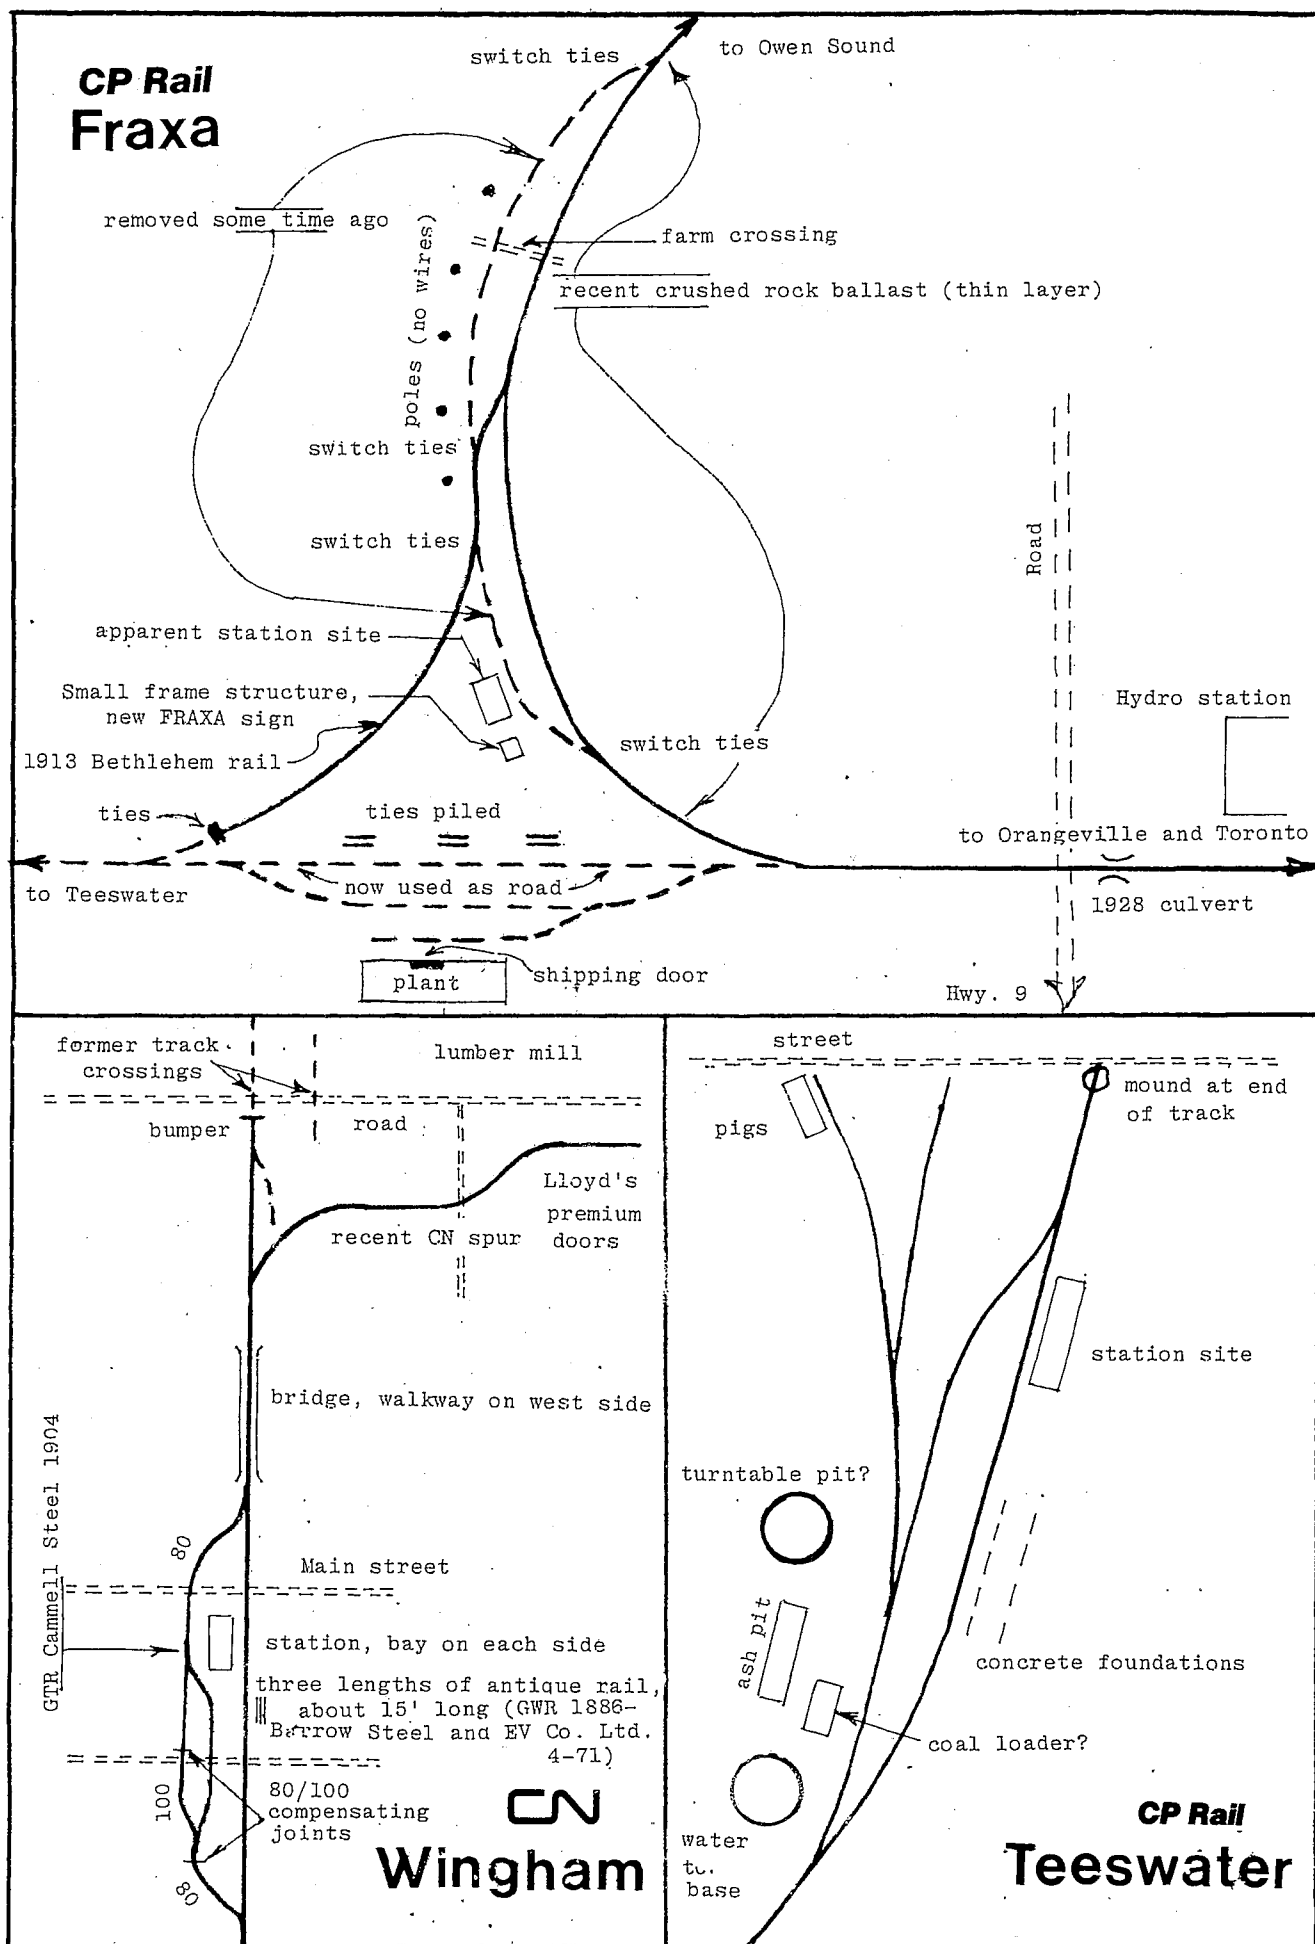 CP Rail
Fraxa
switch ties
to Owen Sound
removed some time ago
poles (no wires)
farm crossing
recent crushed rock ballast (thin layer)
switch ties
switch ties
Road
apparent station site
Small frame structure,
new FRAXA sign
Hydro station
1913 Bethlehem rail
switch ties
ties
ties piled
to Orangeville and Toronto
to Teeswater
now used as road
1928 culvert
shipping door
plant
Hwy. 9
former track
crossings
lumber mill
bumper
road
Lloyd's
premium
doors
recent CN spur
bridge, walkway on west side
GTR Cammell Steel 1904
80
Main street
station, bay on each side
three lengths of antique rail,
about 15' long (GWR 1886-
Barrow Steel and EV Co. Ltd.
4-71)
100
80/100
compensating
joints
80
CN
Wingham
street
pigs
mound at end
of track
station site
turntable pit?
ash pit
concrete foundations
coal loader?
water
base
CP Rail
Teeswater